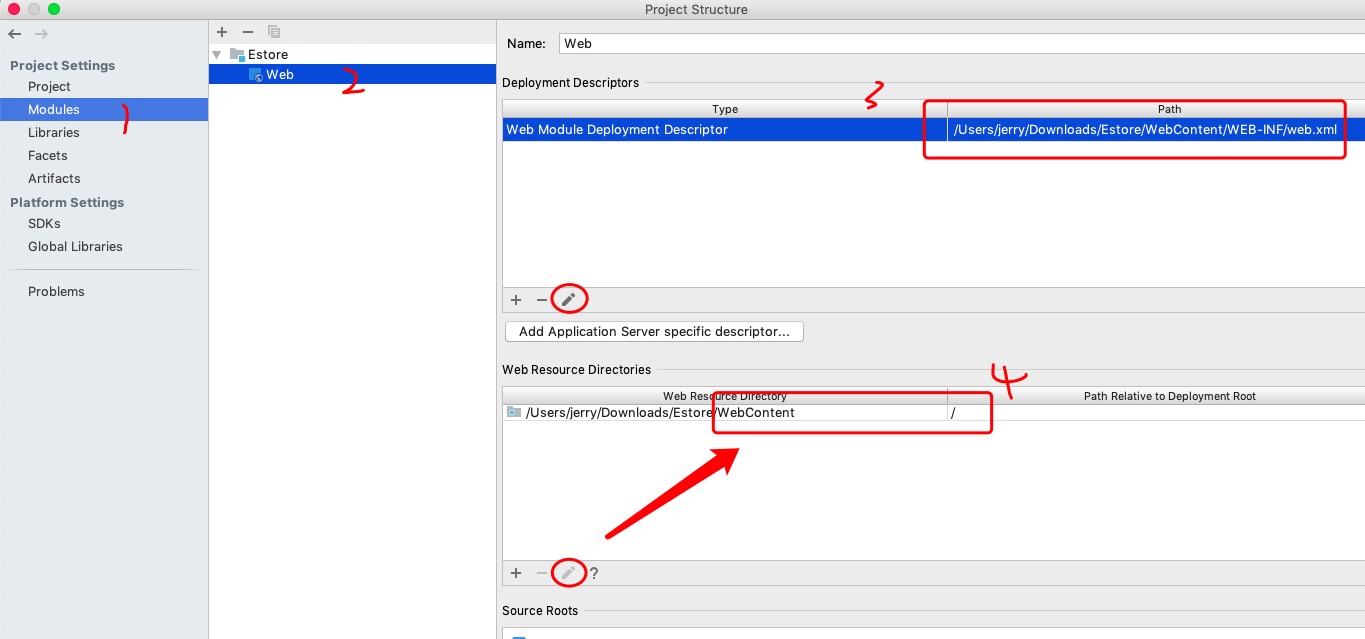 Project Structure
Project Settings
Project
Modules
1
Libraries
Facets
Artifacts
Platform Settings
SDKs
Global Libraries
Problems
Estore
Web
2
Name:
Web
Deployment Descriptors
3
Type
Path
Web Module Deployment Descriptor
/Users/jerry/Downloads/Estore/WebContent/WEB-INF/web.xml
Add Application Server specific descriptor...
Web Resource Directories
4
Web Resource Directory
Path Relative to Deployment Root
/Users/jerry/Downloads/Estore/WebContent
/
?
Source Roots